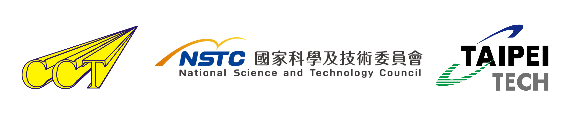 CCT
NSTC 國家科學及技術委員會
National Science and Technology Council
TAIPEI
TECH